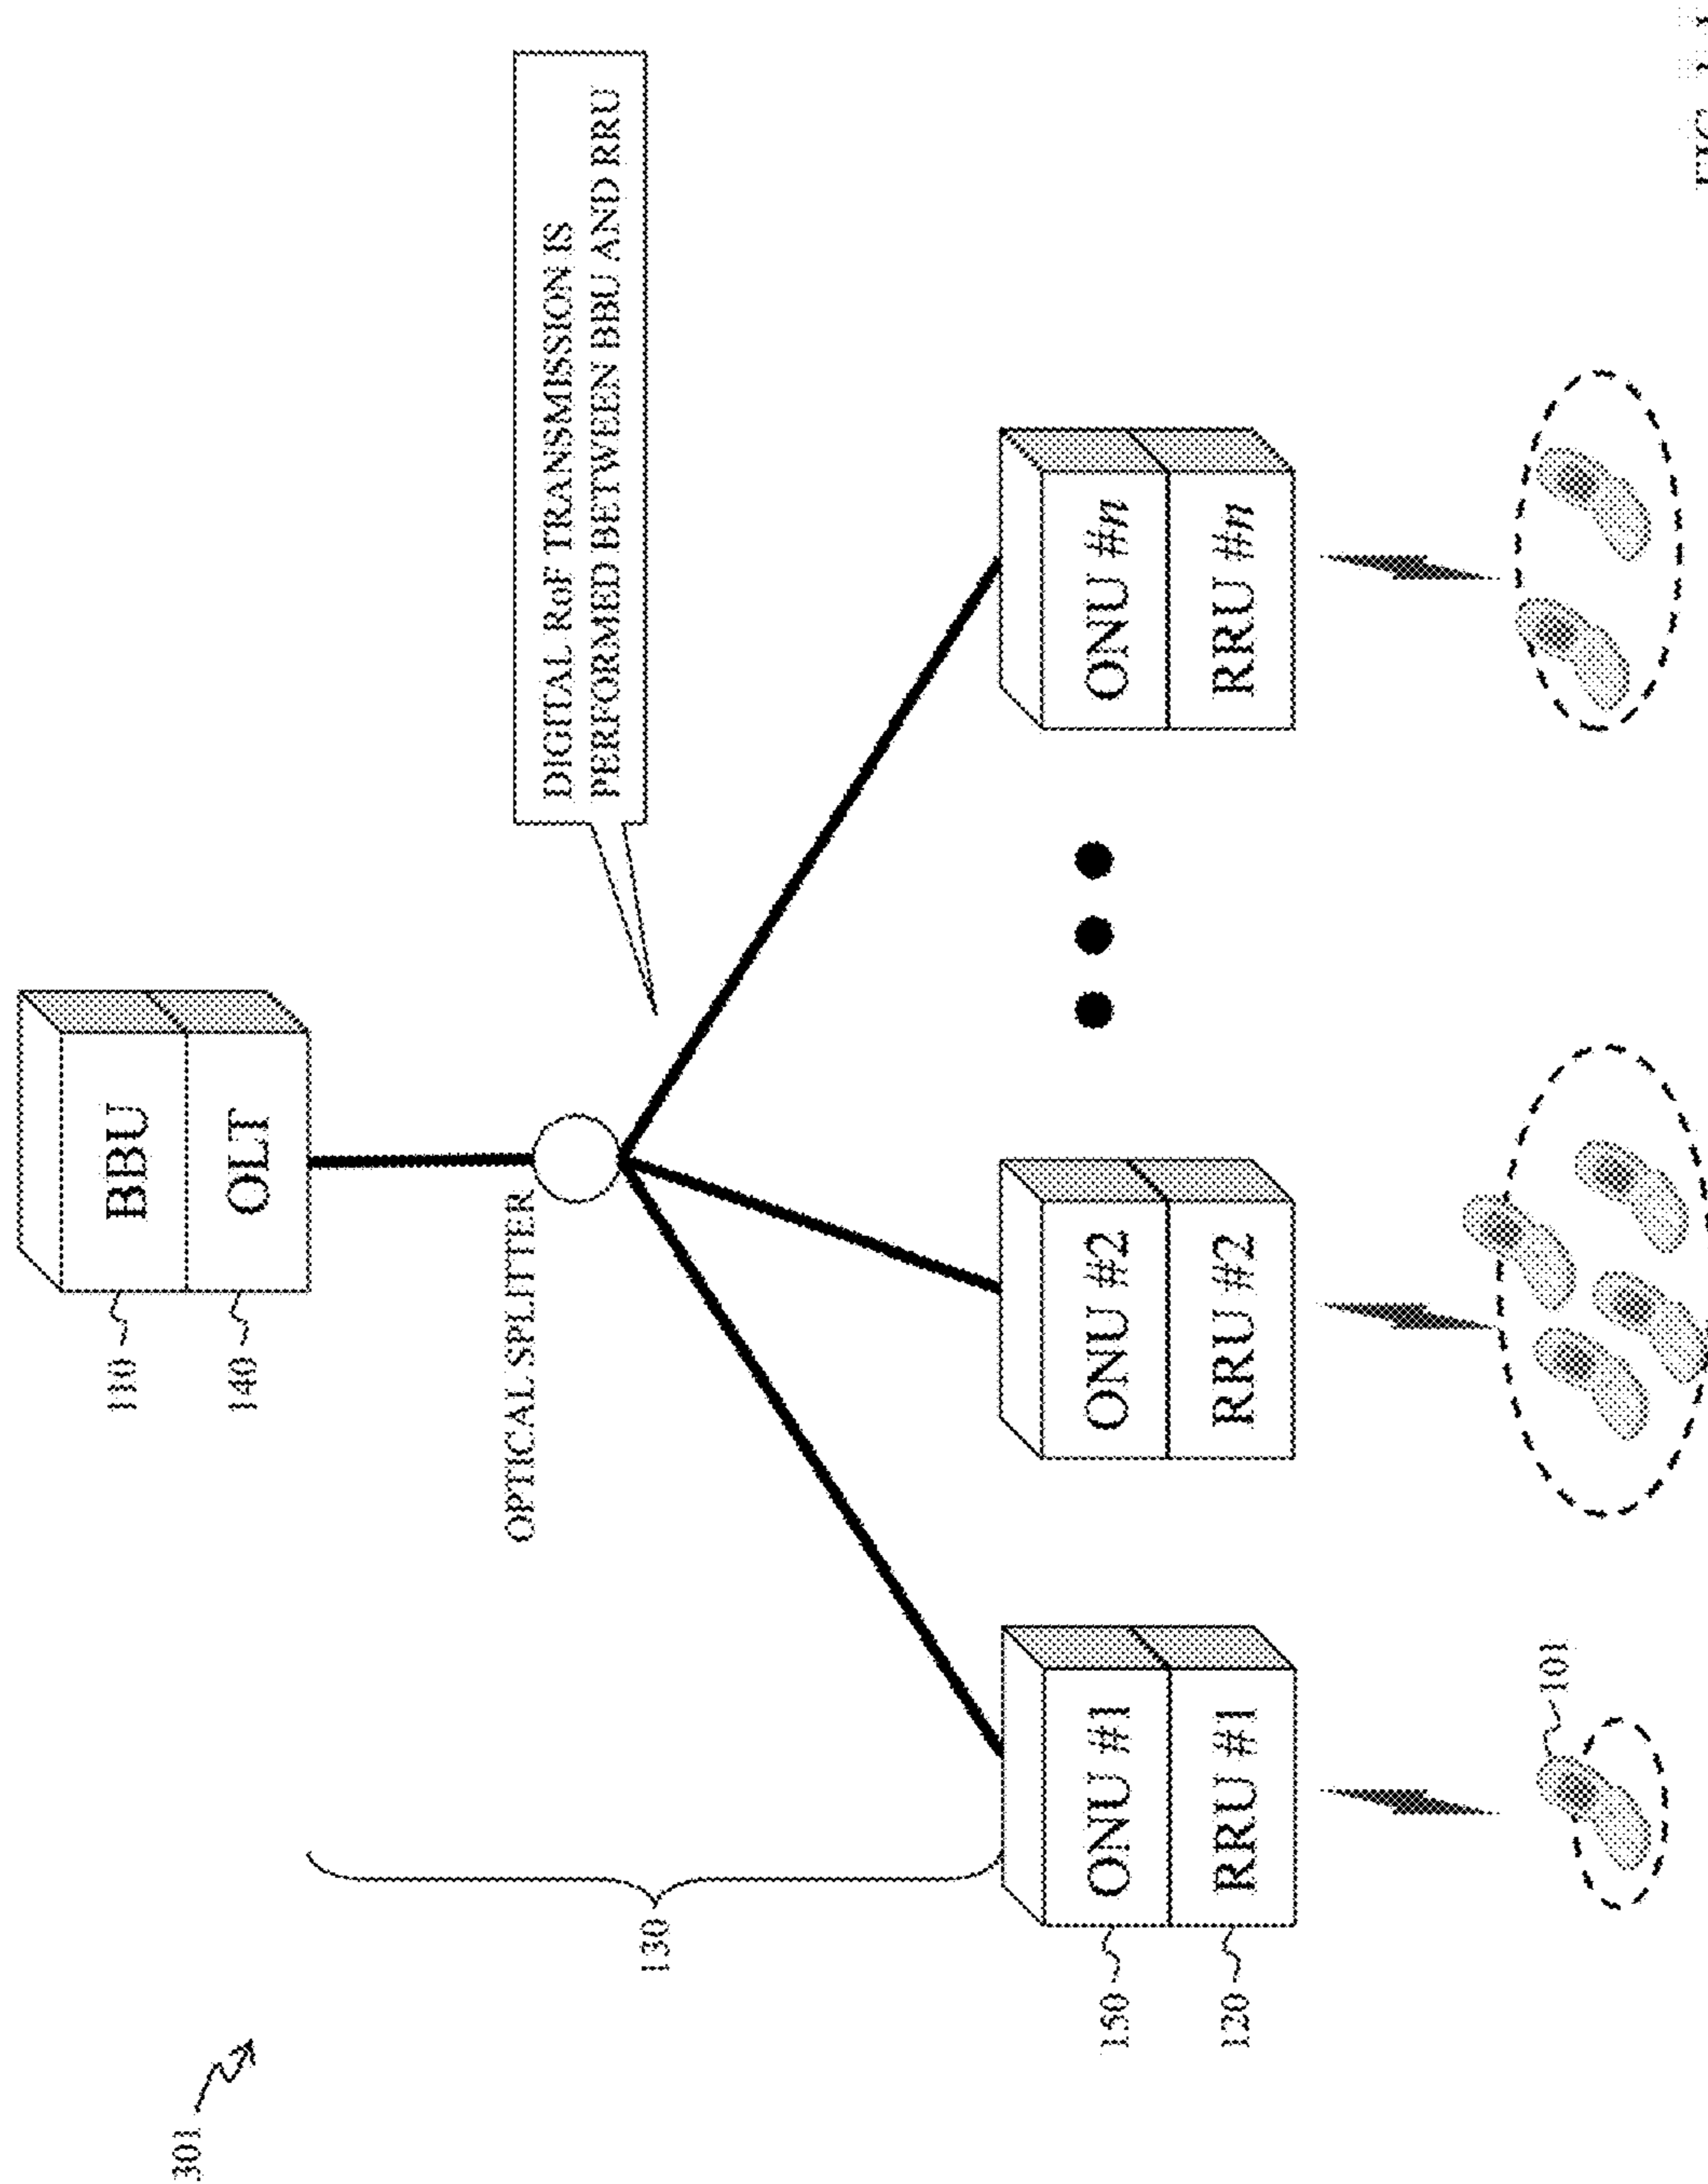 301
110
BBU
140
OLT
OPTICAL SPLITTER
DIGITAL RoF TRANSMISSION IS
PERFORMED BETWEEN BBU AND RRU
130
150
ONU #1
120
RRU #1
ONU #2
RRU #2
ONU #n
RRU #n
101